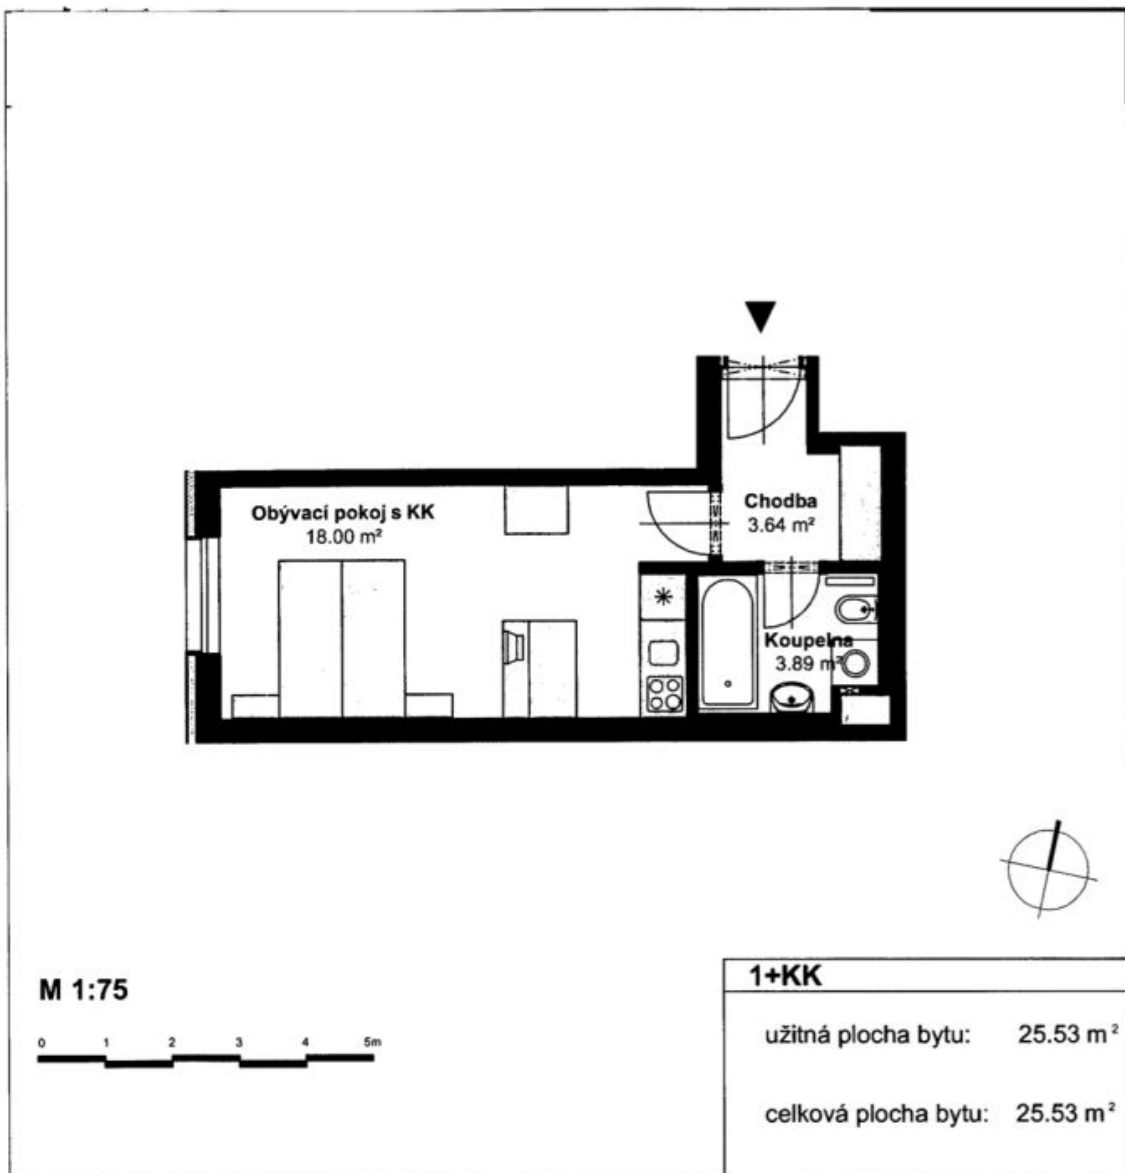 Obývací pokoj s KK
18.00 m²
Chodba
3.64 m²
Koupelna
3.89 m²
M 1:75
0 1 2 3 4 5m
1+KK
užitná plocha bytu: 25.53 m²
celková plocha bytu: 25.53 m²